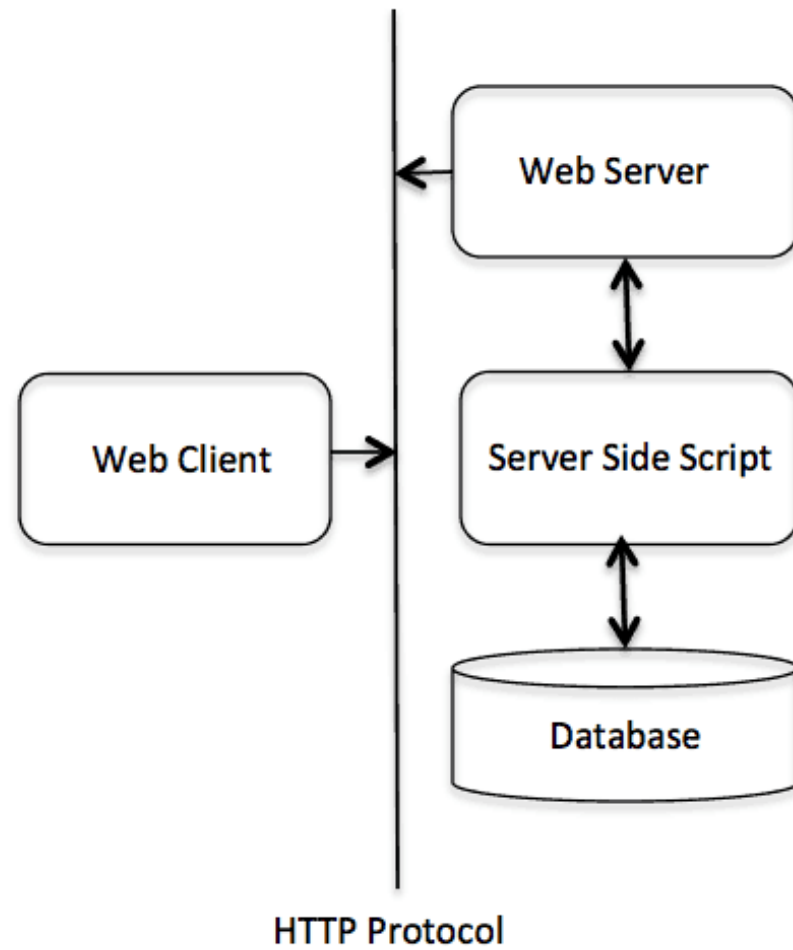 Web Server
Web Client
Server Side Script
Database
HTTP Protocol